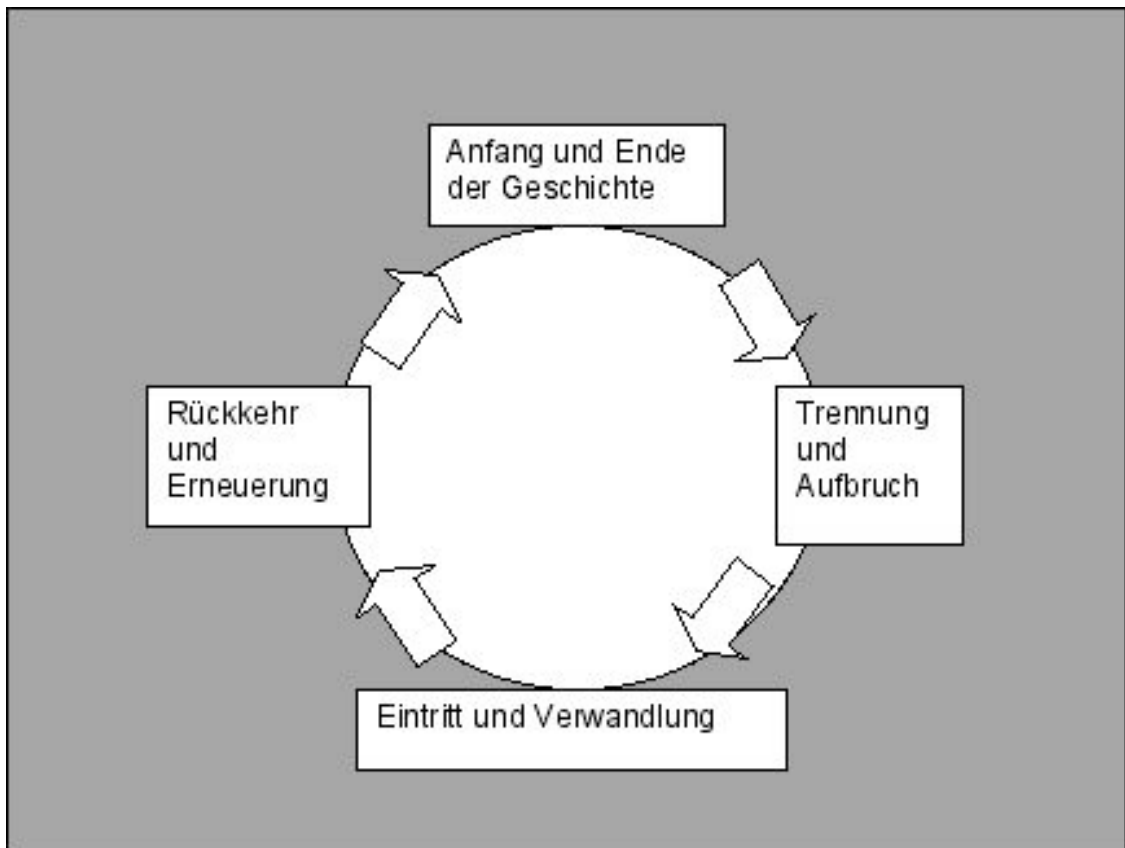 Anfang und Ende
der Geschichte
Trennung
und
Aufbruch
Eintritt und Verwandlung
Rückkehr
und
Erneuerung